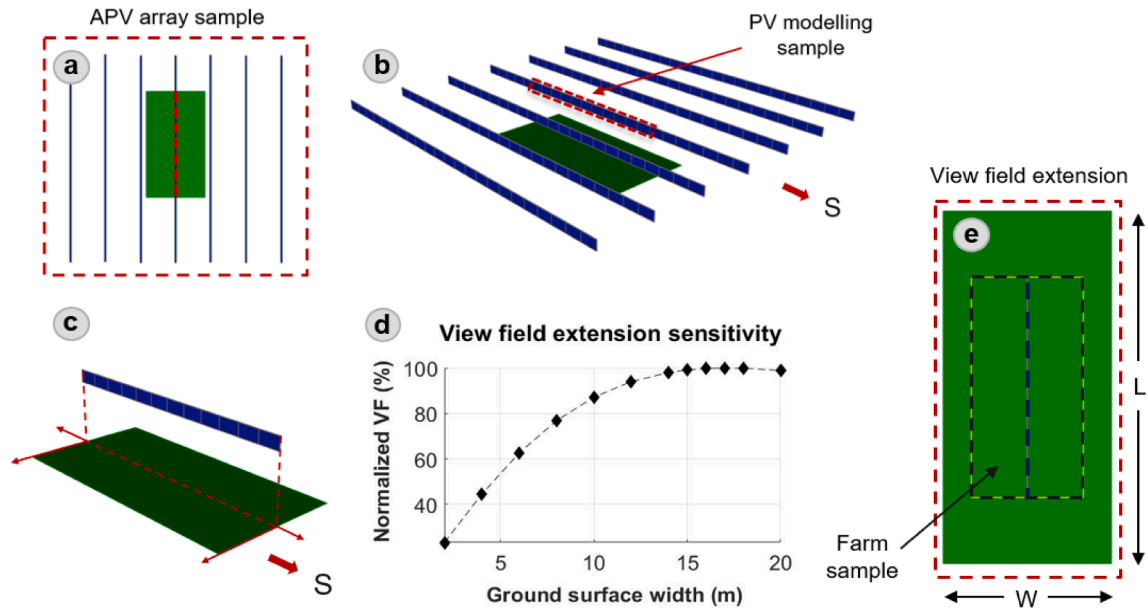 APV array sample
a
b
PV modelling
sample
S
View field extension
e
L
W
Farm
sample
c
S
d
View field extension sensitivity
Normalized VF (%)
100
80
60
40
5
10
15
20
Ground surface width (m)